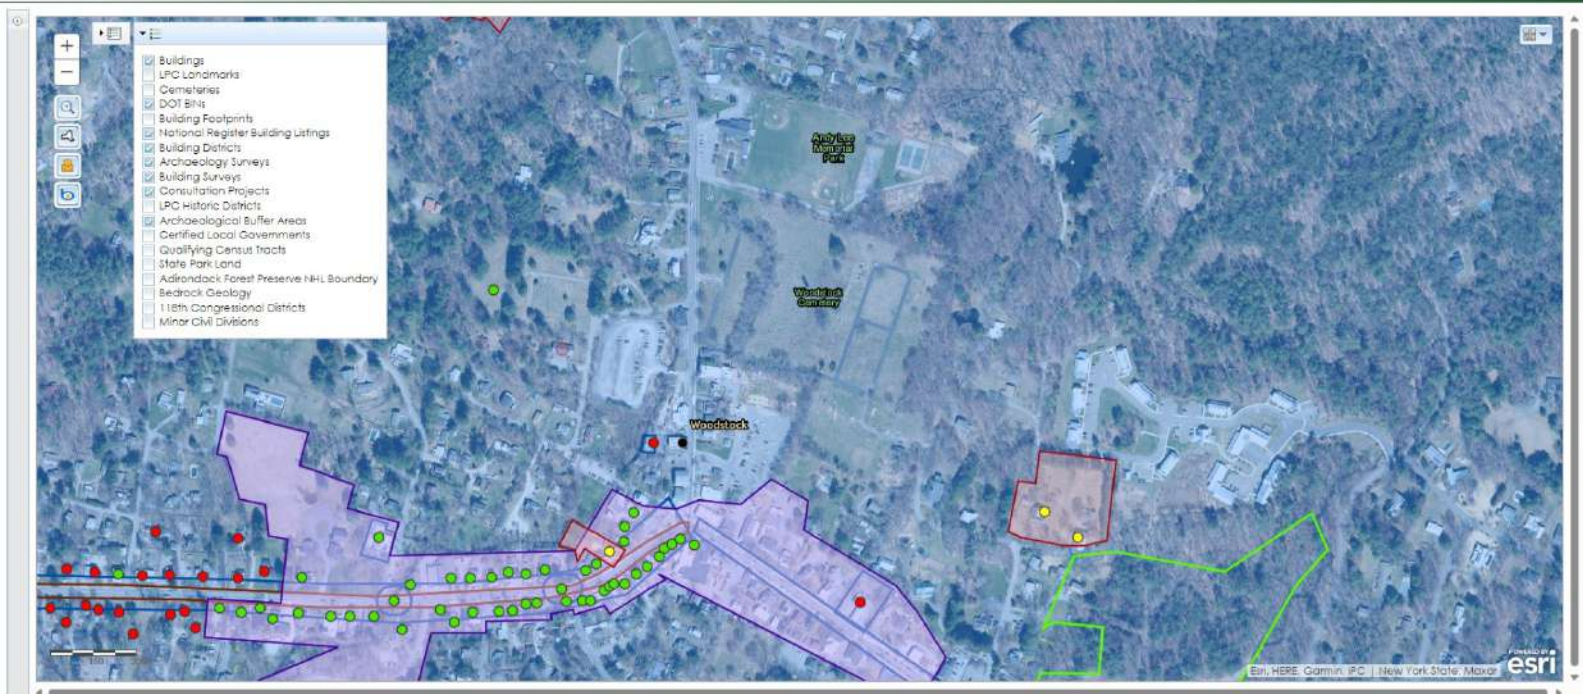 Buildings
LPC Landmarks
Cemeteries
DOT BINs
Building Footprints
National Register Building Listings
Building Districts
Archaeology Surveys
Building Surveys
Consultation Projects
LPC Historic Districts
Archaeological Buffer Areas
Certified Local Governments
Qualifying Census Tracts
State Park Land
Adirondack Forest Preserve NHL Boundary
Bedrock Geology
118th Congressional Districts
Minor Civil Divisions
Andy Lee
Memorial
Park
Woodstock
Cemetery
Woodstock
Esri, HERE, Garmin, iPC | New York State, Maxar
POWERED BY
esri